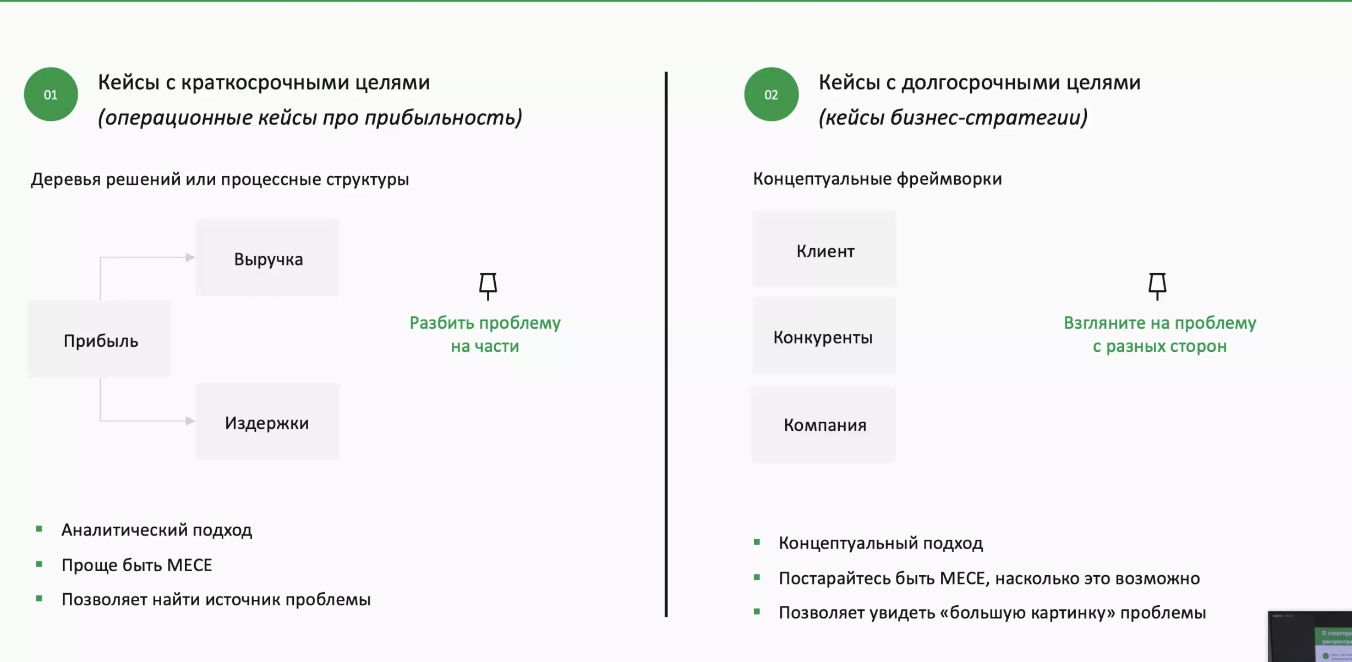 01
Кейсы с краткосрочными целями
(операционные кейсы про прибыльность)
Деревья решений или процессные структуры
Выручка
Прибыль
Издержки
Разбить проблему
на части
Аналитический подход
Проще быть MECE
Позволяет найти источник проблемы
02
Кейсы с долгосрочными целями
(кейсы бизнес-стратегии)
Концептуальные фреймворки
Клиент
Конкуренты
Компания
Взгляните на проблему
с разных сторон
Концептуальный подход
Постарайтесь быть MECE, насколько это возможно
Позволяет увидеть «большую картинку» проблемы